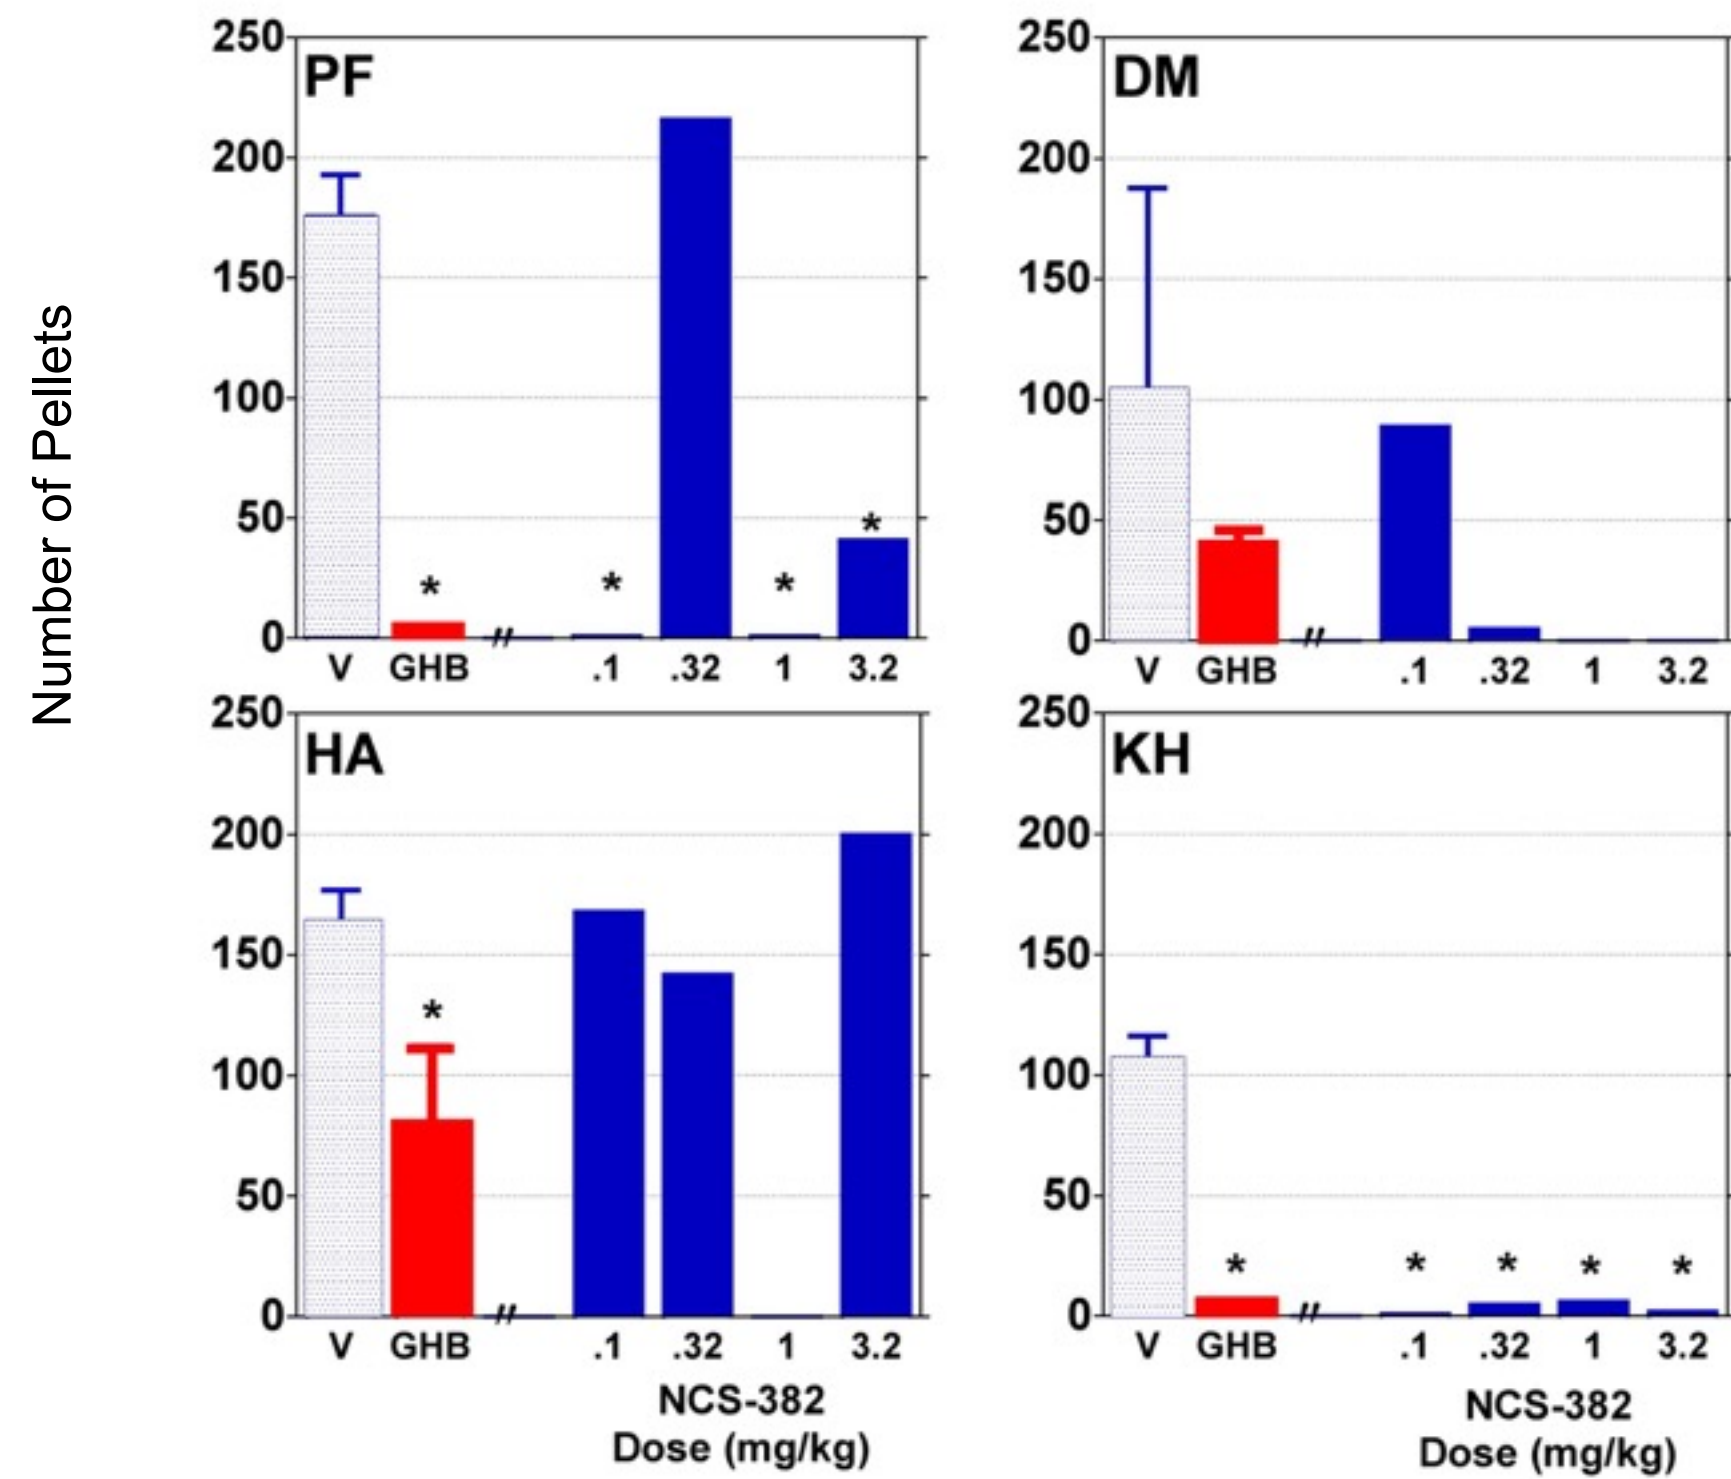 Number of Pellets
PF
250
200
150
100
50
0
*
*
*
*
V GHB // .1 .32 1 3.2
DM
250
200
150
100
50
0
V GHB // .1 .32 1 3.2
HA
250
200
150
100
50
0
*
V GHB // .1 .32 1 3.2
NCS-382
Dose (mg/kg)
KH
250
200
150
100
50
0
* * * * *
V GHB // .1 .32 1 3.2
NCS-382
Dose (mg/kg)